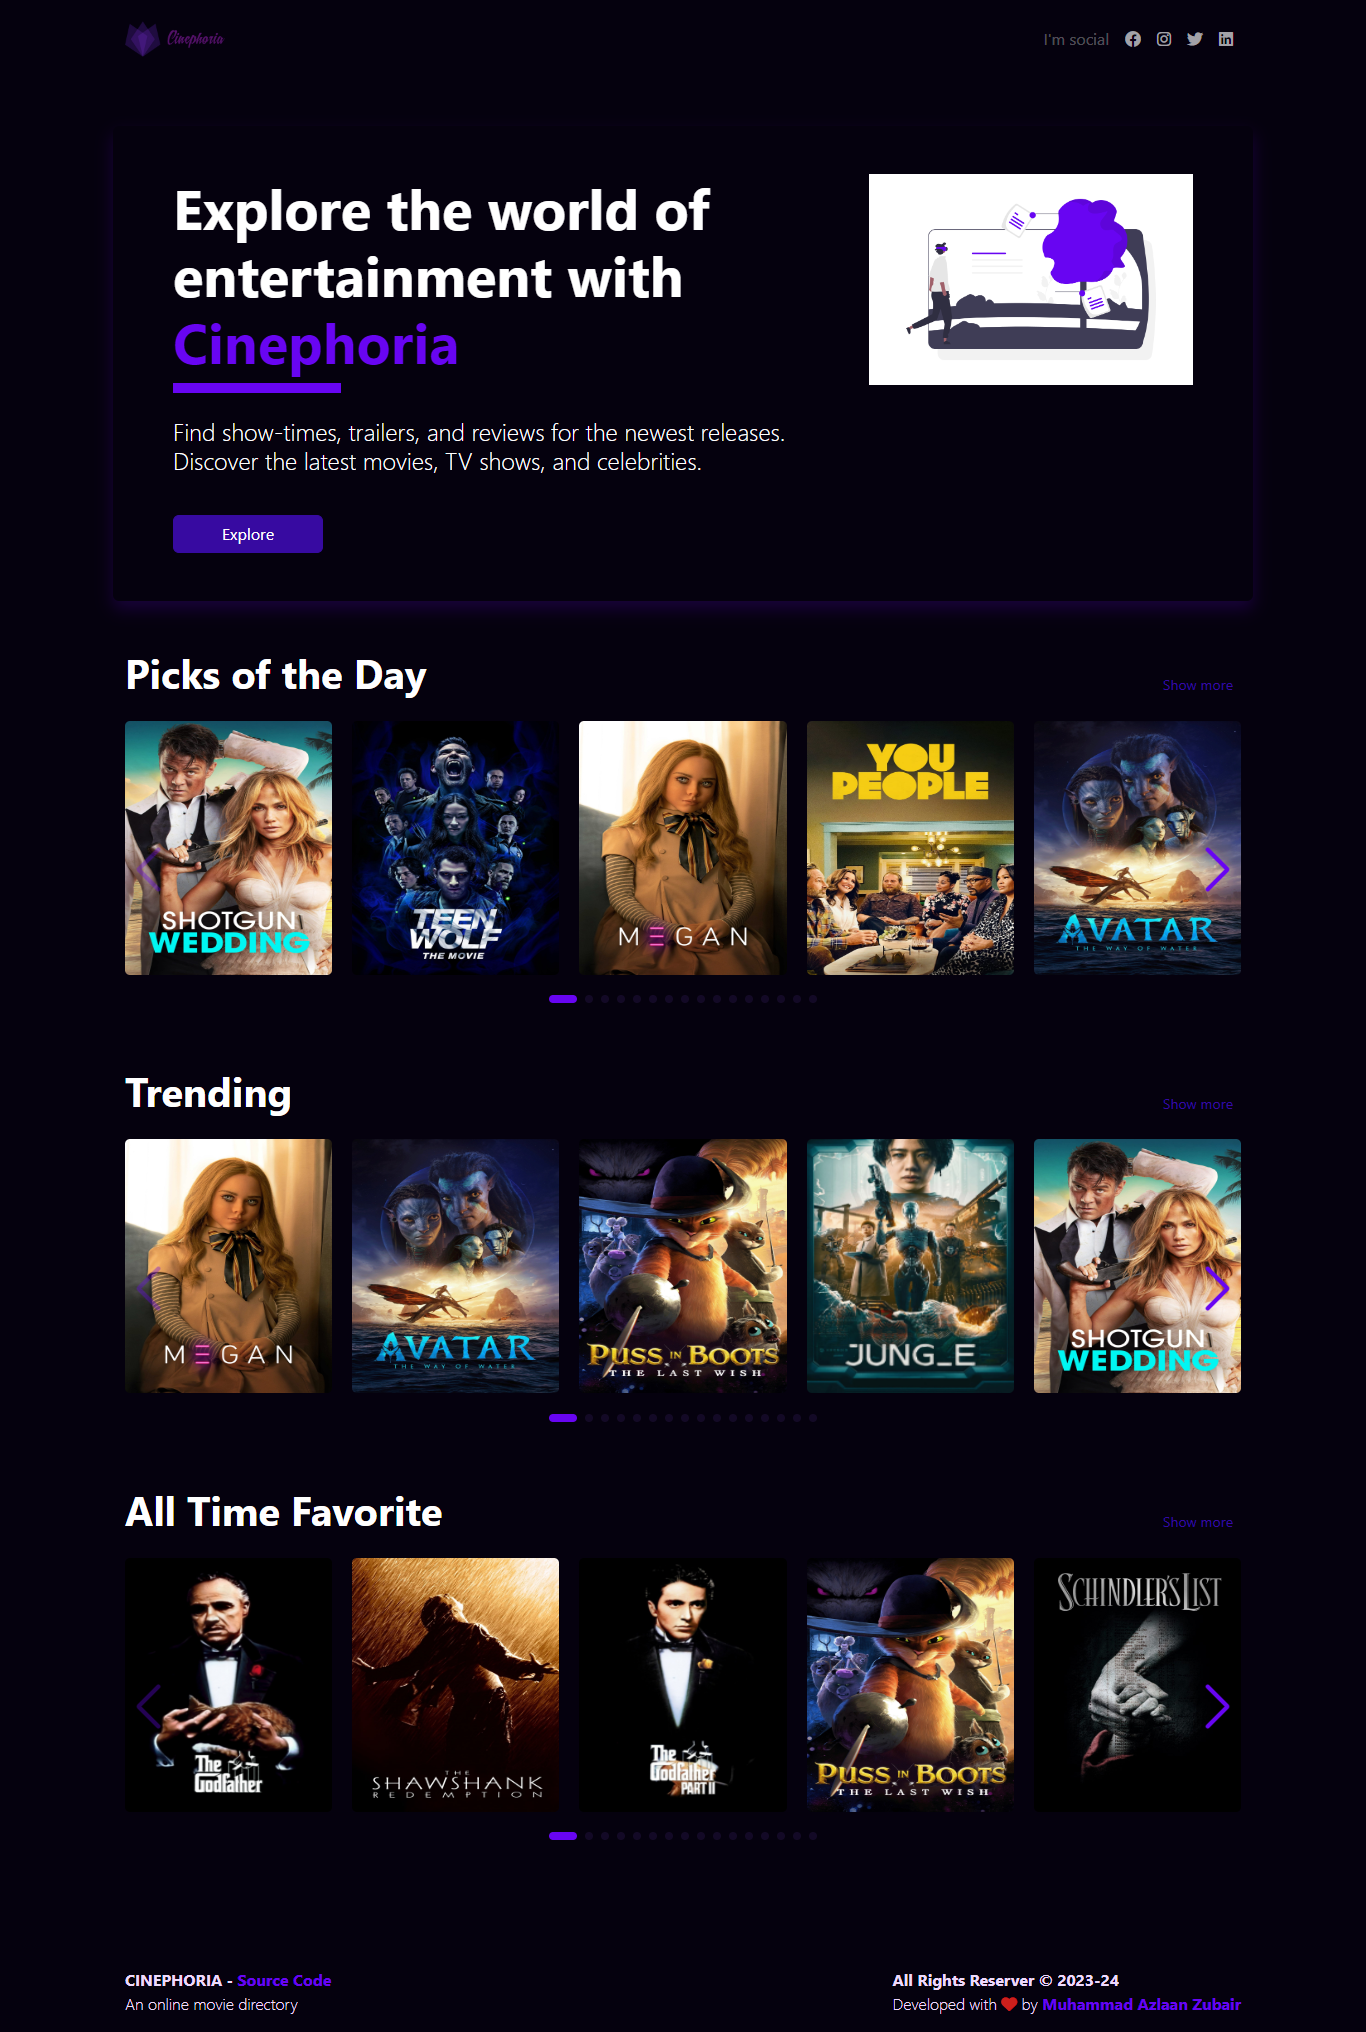 Cinephoria
I'm social
Explore the world of
entertainment with
Cinephoria
Find show-times, trailers, and reviews for the newest releases.
Discover the latest movies, TV shows, and celebrities.
Explore
Picks of the Day
Show more
SHOTGUN
WEDDING
TEEN
WOLF
THE MOVIE
M Ǝ G A N
YOU
PEOPLE
AVATAR
THE WAY OF WATER
Trending
Show more
M Ǝ G A N
AVATAR
THE WAY OF WATER
PUSS IN BOOTS
THE LAST WISH
JUNG_E
SHOTGUN
WEDDING
All Time Favorite
Show more
The
Godfather
THE
SHAWSHANK
REDEMPTION
The
Godfather
PART II
PUSS IN BOOTS
THE LAST WISH
SCHINDLER'S LIST
CINEPHORIA - Source Code
An online movie directory
All Rights Reserver © 2023-24
Developed with ❤ by Muhammad Azlaan Zubair